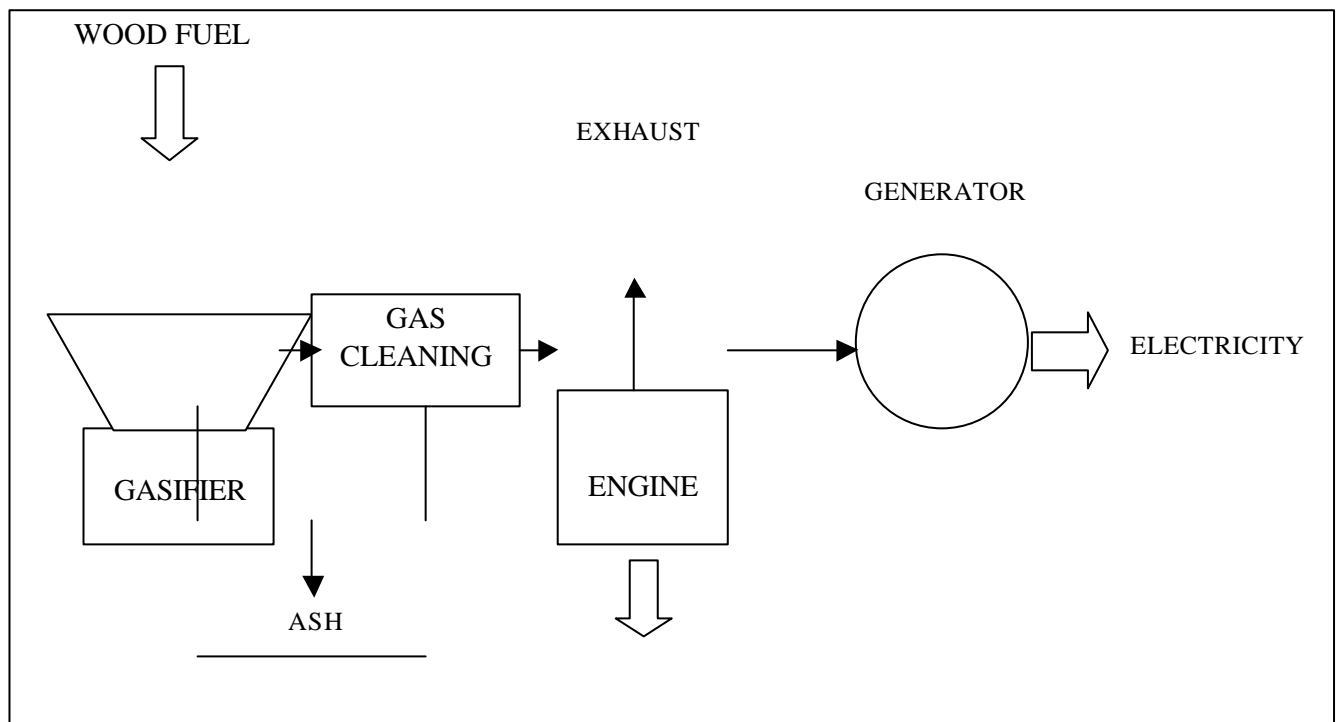 WOOD FUEL
EXHAUST
GENERATOR
GAS
CLEANING
ELECTRICITY
GASIFIER
ENGINE
ASH